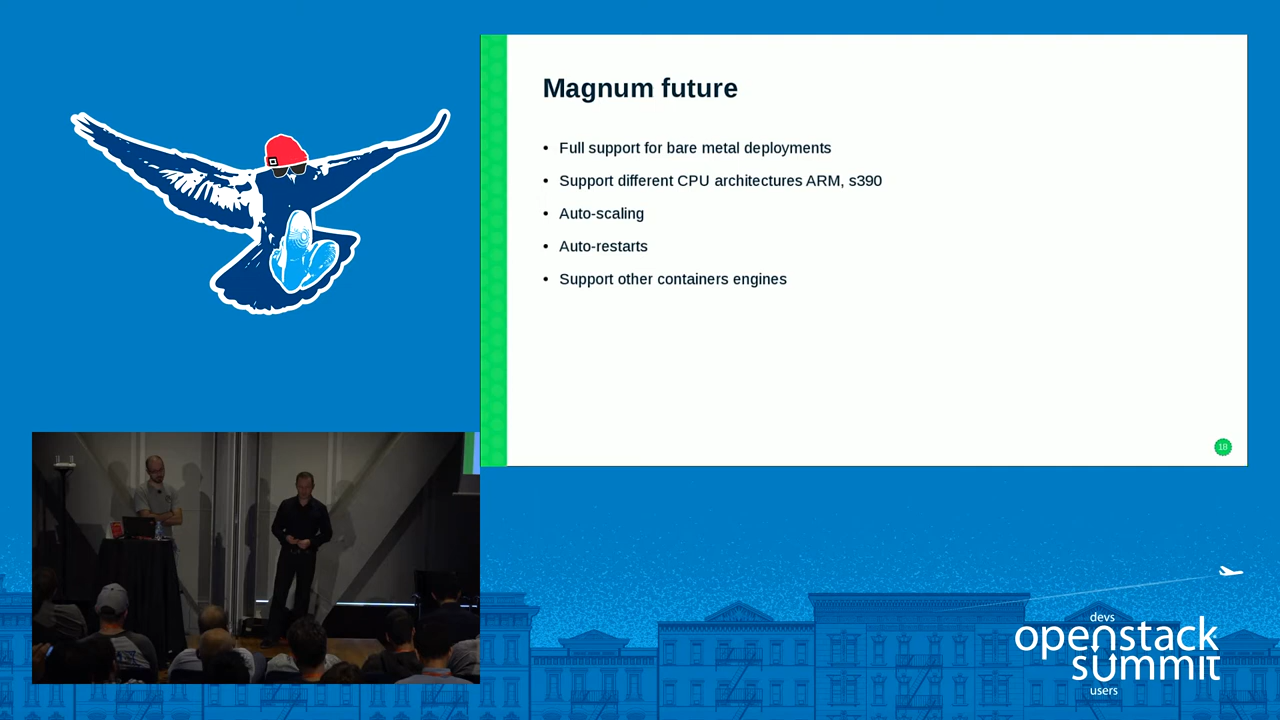 Magnum future
• Full support for bare metal deployments
• Support different CPU architectures ARM, s390
• Auto-scaling
• Auto-restarts
• Support other containers engines
18
devs
openstack
summit
users